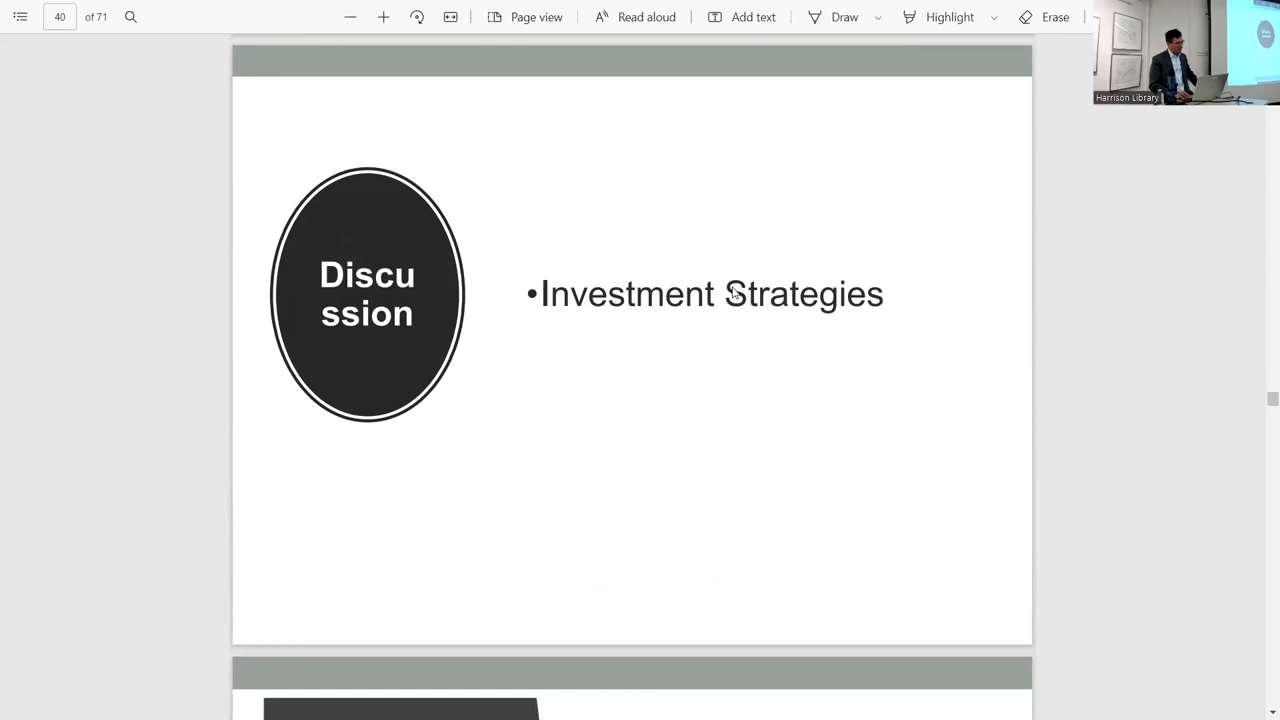 40 of 71 Page view Read aloud Add text Draw Highlight Erase
Harrison Library
Discu
ssion
•Investment Strategies